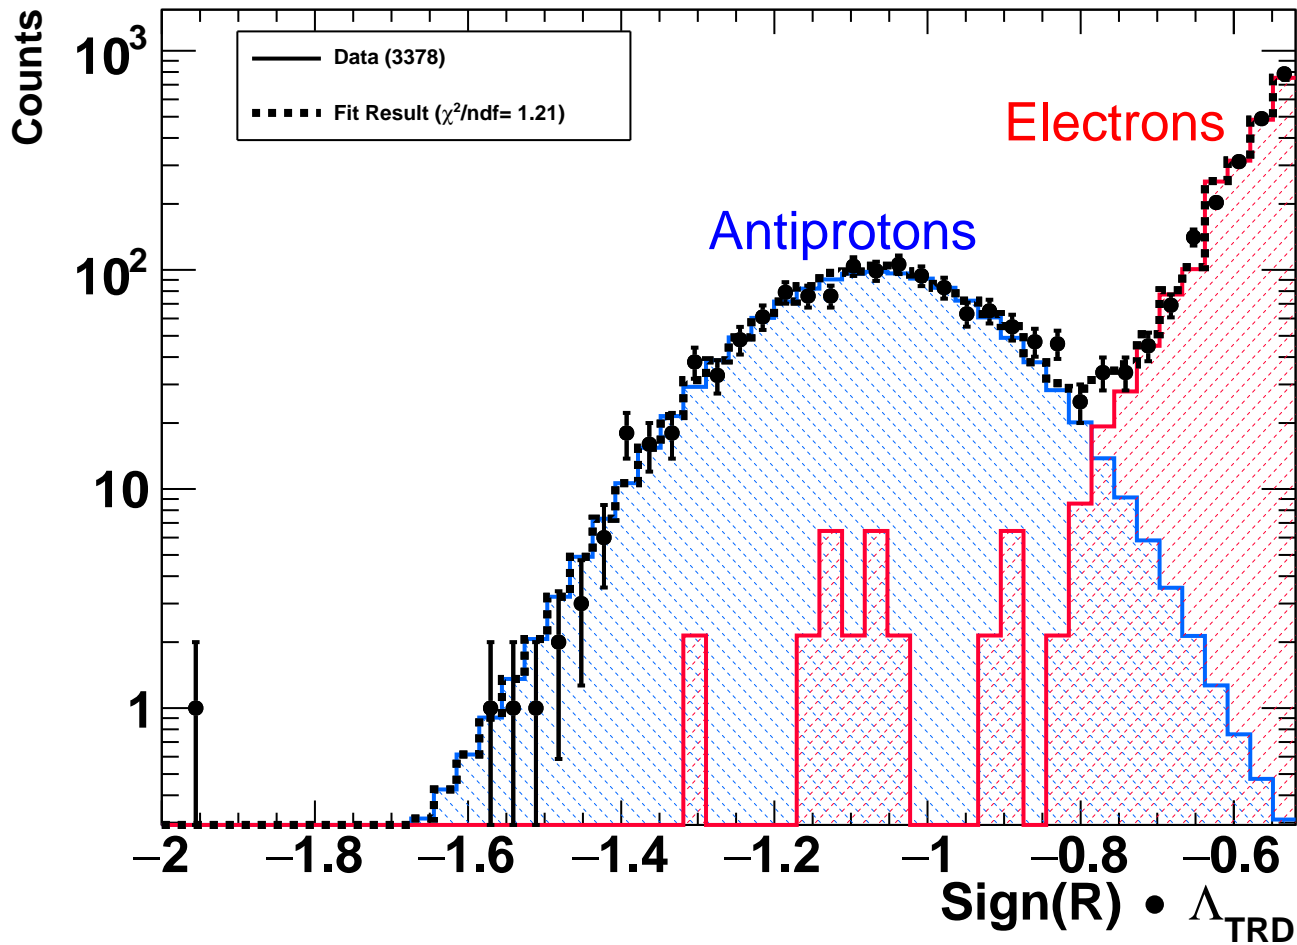 Counts
10³
10²
10
1
Data (3378)
Fit Result (χ²/ndf= 1.21)
Electrons
Antiprotons
−2 −1.8 −1.6 −1.4 −1.2 −1 −0.8 −0.6
Sign(R) • Λ_TRD